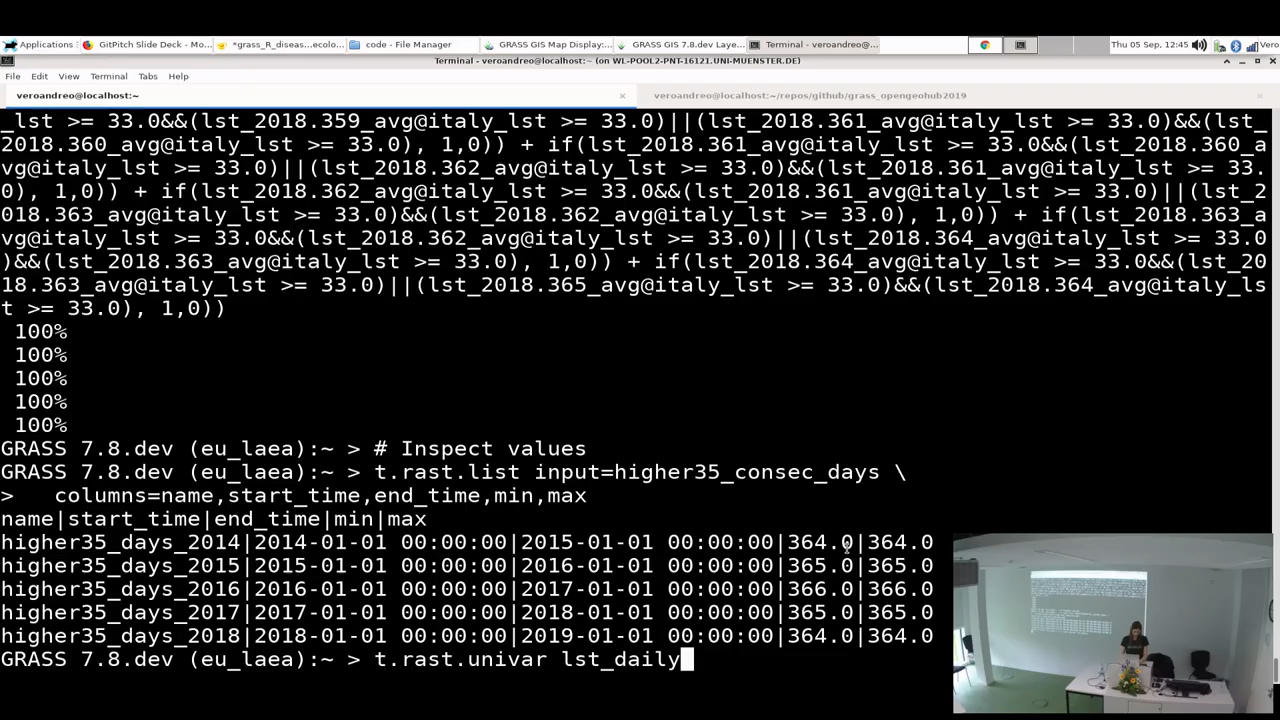 Applications
GitPitch Slide Deck - Mo...
*grass_R_diseas...ecolo...
code - File Manager
GRASS GIS Map Display:...
GRASS GIS 7.8.dev Laye...
Terminal - veroandreo@...
Thu 05 Sep, 12:45
Vero
Terminal - veroandreo@localhost:~ (on WL-POOL2-PNT-16121.UNI-MUENSTER.DE)
File Edit View Terminal Tabs Help
veroandreo@localhost:~
veroandreo@localhost:~/repos/github/grass_opengeohub2019
_lst >= 33.0&&(lst_2018.359_avg@italy_lst >= 33.0)||(lst_2018.361_avg@italy_lst >= 33.0)&&(lst_
2018.360_avg@italy_lst >= 33.0), 1,0)) + if(lst_2018.361_avg@italy_lst >= 33.0&&(lst_2018.360_a
vg@italy_lst >= 33.0)||(lst_2018.362_avg@italy_lst >= 33.0)&&(lst_2018.361_avg@italy_lst >= 33.
0), 1,0)) + if(lst_2018.362_avg@italy_lst >= 33.0&&(lst_2018.361_avg@italy_lst >= 33.0)||(lst_2
018.363_avg@italy_lst >= 33.0)&&(lst_2018.362_avg@italy_lst >= 33.0), 1,0)) + if(lst_2018.363_a
vg@italy_lst >= 33.0&&(lst_2018.362_avg@italy_lst >= 33.0)||(lst_2018.364_avg@italy_lst >= 33.0
)&&(lst_2018.363_avg@italy_lst >= 33.0), 1,0)) + if(lst_2018.364_avg@italy_lst >= 33.0&&(lst_20
18.363_avg@italy_lst >= 33.0)||(lst_2018.365_avg@italy_lst >= 33.0)&&(lst_2018.364_avg@italy_ls
t >= 33.0), 1,0))
100%
100%
100%
100%
100%
GRASS 7.8.dev (eu_laea):~ > # Inspect values
GRASS 7.8.dev (eu_laea):~ > t.rast.list input=higher35_consec_days \
>   columns=name,start_time,end_time,min,max
name|start_time|end_time|min|max
higher35_days_2014|2014-01-01 00:00:00|2015-01-01 00:00:00|364.0|364.0
higher35_days_2015|2015-01-01 00:00:00|2016-01-01 00:00:00|365.0|365.0
higher35_days_2016|2016-01-01 00:00:00|2017-01-01 00:00:00|366.0|366.0
higher35_days_2017|2017-01-01 00:00:00|2018-01-01 00:00:00|365.0|365.0
higher35_days_2018|2018-01-01 00:00:00|2019-01-01 00:00:00|364.0|364.0
GRASS 7.8.dev (eu_laea):~ > t.rast.univar lst_daily